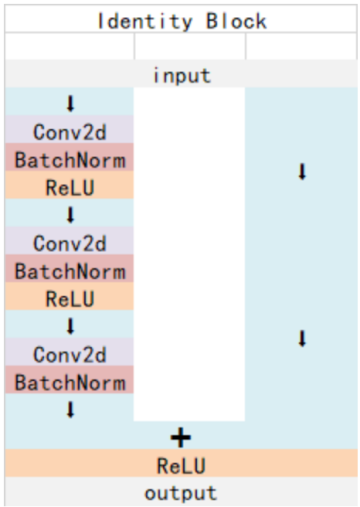 Identity Block
input
⬇
Conv2d
BatchNorm
⬇
ReLU
⬇
Conv2d
BatchNorm
ReLU
⬇
⬇
Conv2d
BatchNorm
⬇
+
ReLU
output